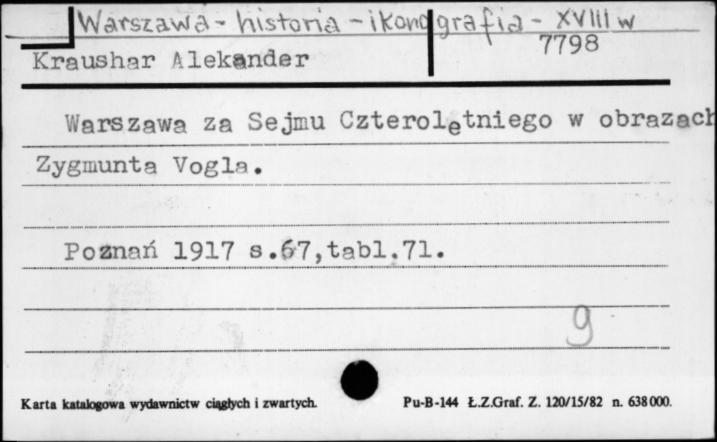 Warszawa - historia - ikonografia - XVIII w
7798
Kraushar Alekander
Warszawa za Sejmu Czterolętniego w obrazach
Zygmunta Vogla.
Poznań 1917 s.67,tabl.71.
9
Karta katalogowa wydawnictw ciągłych i zwartych.
Pu-B-144 Ł.Z.Graf. Z. 120/15/82 n. 638000.